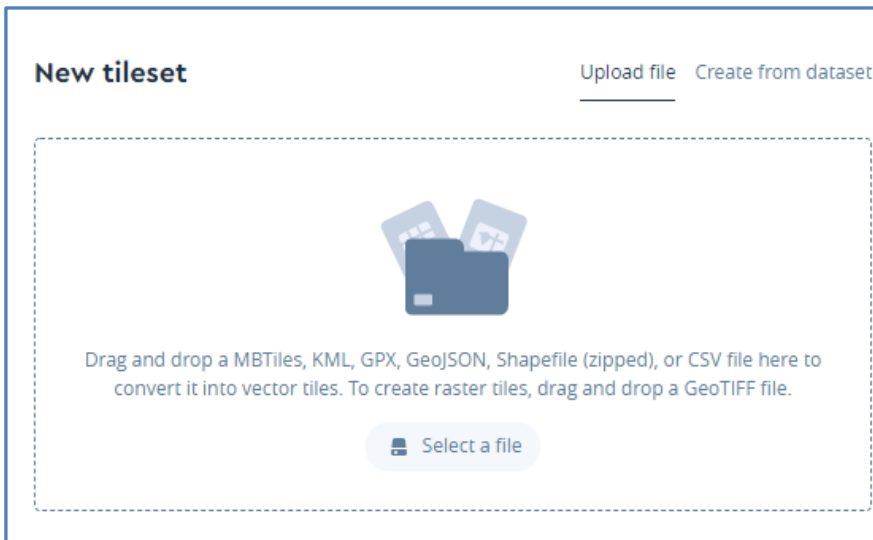 New tileset
Upload file
Create from dataset
Drag and drop a MBTiles, KML, GPX, GeoJSON, Shapefile (zipped), or CSV file here to
convert it into vector tiles. To create raster tiles, drag and drop a GeoTIFF file.
Select a file